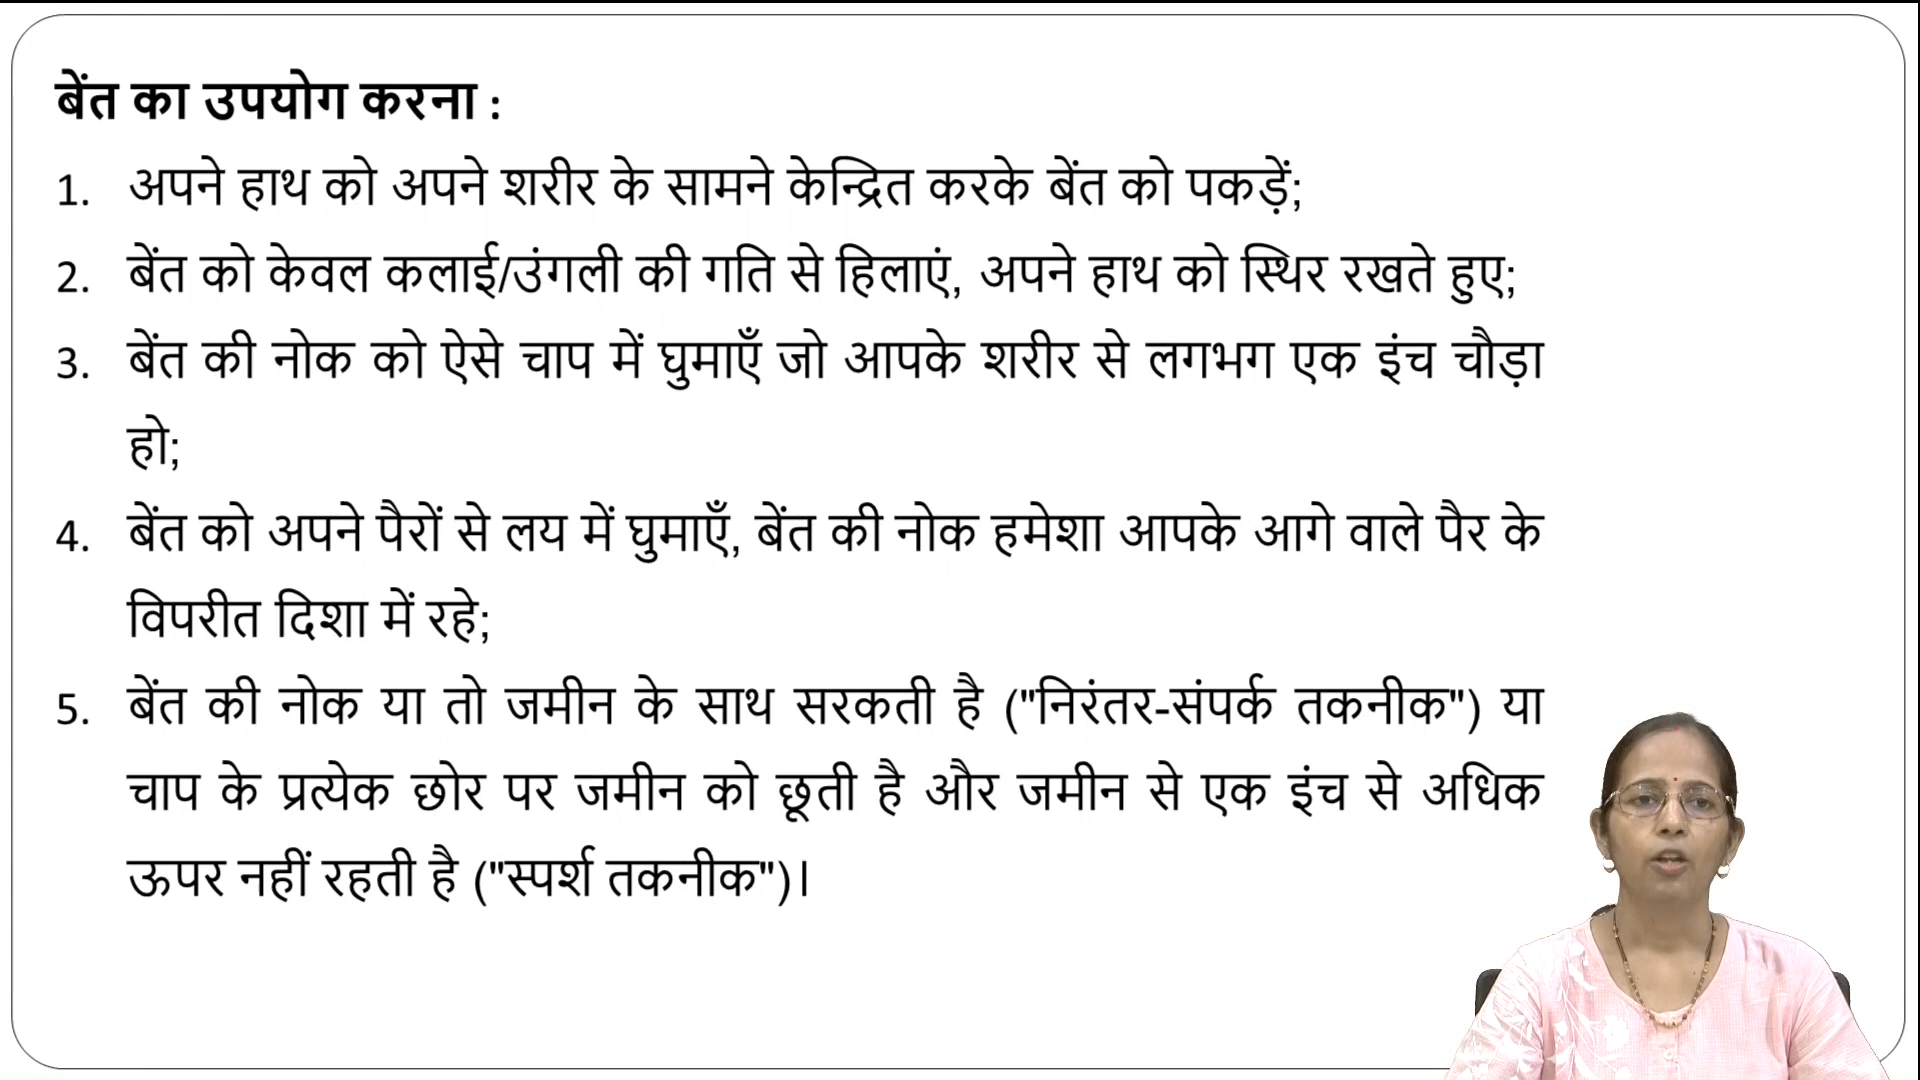 बेंत का उपयोग करना :
1. अपने हाथ को अपने शरीर के सामने केन्द्रित करके बेंत को पकड़ें;
2. बेंत को केवल कलाई/उंगली की गति से हिलाएं, अपने हाथ को स्थिर रखते हुए;
3. बेंत की नोक को ऐसे चाप में घुमाएँ जो आपके शरीर से लगभग एक इंच चौड़ा
हो;
4. बेंत को अपने पैरों से लय में घुमाएँ, बेंत की नोक हमेशा आपके आगे वाले पैर के
विपरीत दिशा में रहे;
5. बेंत की नोक या तो जमीन के साथ सरकती है ("निरंतर-संपर्क तकनीक") या
चाप के प्रत्येक छोर पर जमीन को छूती है और जमीन से एक इंच से अधिक
ऊपर नहीं रहती है ("स्पर्श तकनीक")।